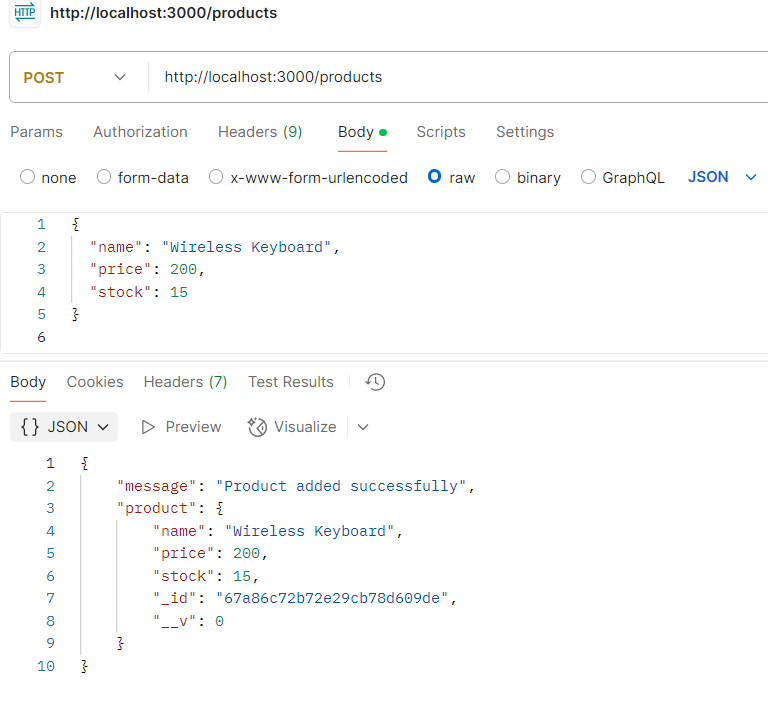 HTTP http://localhost:3000/products
POST http://localhost:3000/products
Params Authorization Headers (9) Body Scripts Settings
none form-data x-www-form-urlencoded raw binary GraphQL JSON
1 {
2 "name": "Wireless Keyboard",
3 "price": 200,
4 "stock": 15
5 }
6
Body Cookies Headers (7) Test Results
{} JSON Preview Visualize
1 {
2 "message": "Product added successfully",
3 "product": {
4 "name": "Wireless Keyboard",
5 "price": 200,
6 "stock": 15,
7 "_id": "67a86c72b72e29cb78d609de",
8 "__v": 0
9 }
10 }